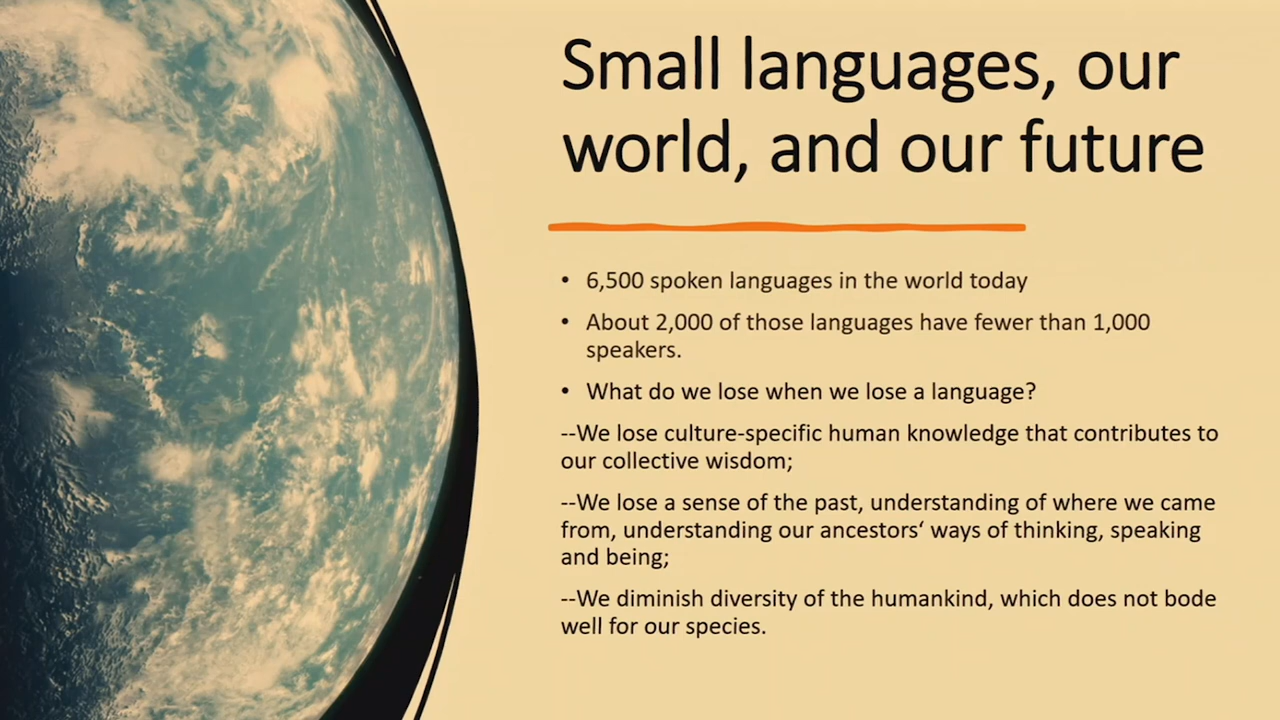 Small languages, our
world, and our future
• 6,500 spoken languages in the world today
• About 2,000 of those languages have fewer than 1,000
speakers.
• What do we lose when we lose a language?
--We lose culture-specific human knowledge that contributes to
our collective wisdom;
--We lose a sense of the past, understanding of where we came
from, understanding our ancestors‘ ways of thinking, speaking
and being;
--We diminish diversity of the humankind, which does not bode
well for our species.